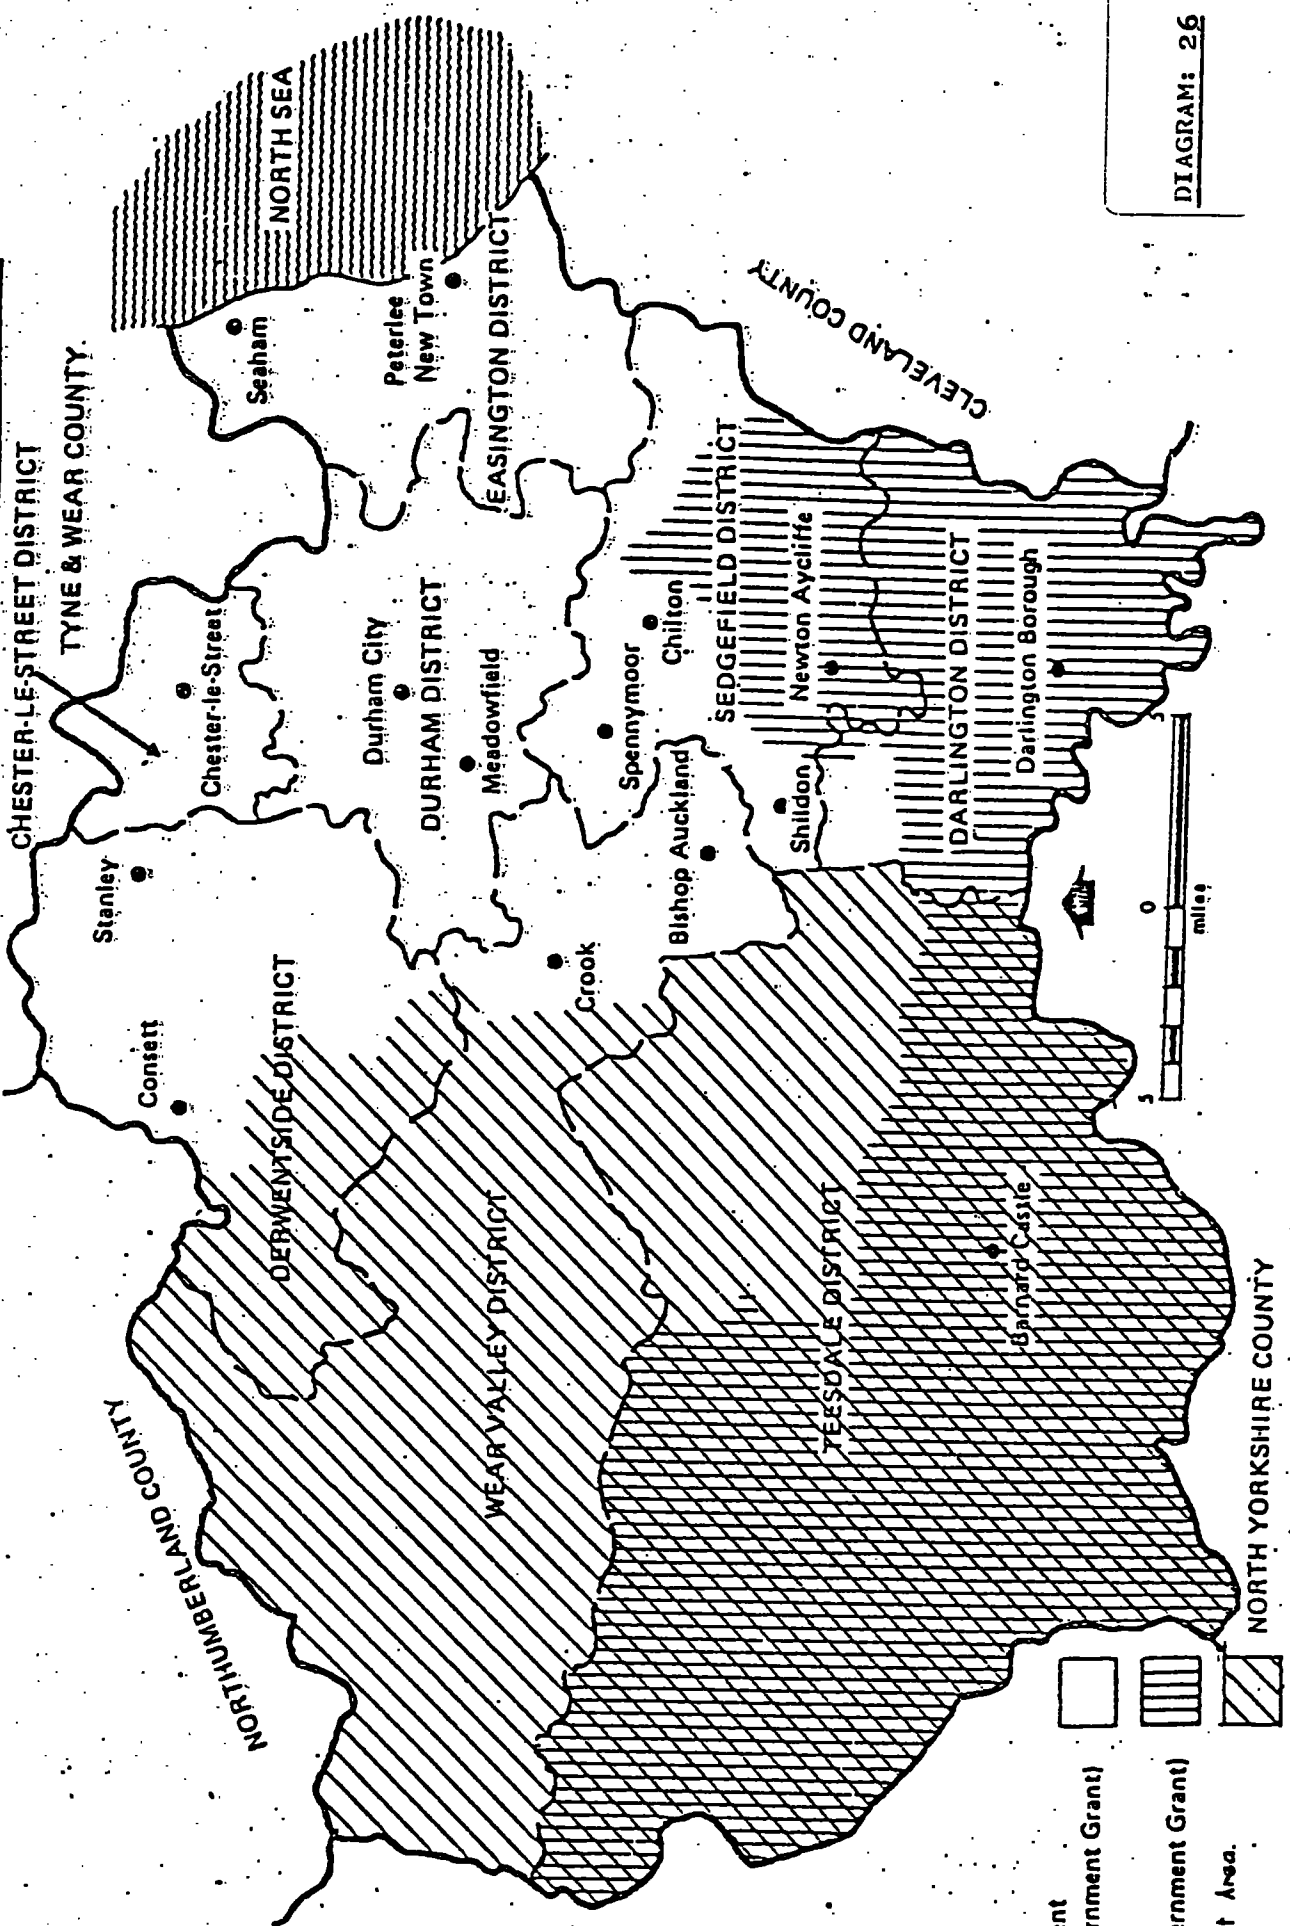 CHESTER-LE-STREET DISTRICT
TYNE & WEAR COUNTY.
NORTH SEA
NORTHUMBERLAND COUNTY
Consett
Stanley
Chester-le-Street
Seaham
DERWENTSIDE DISTRICT
Durham City
DURHAM DISTRICT
Meadowfield
Peterlee
New Town
EASINGTON DISTRICT
WEAR VALLEY DISTRICT
Crook
Bishop Auckland
Spennymoor
Chilton
SEDGEFIELD DISTRICT
Newton Aycliffe
Shildon
CLEVELAND COUNTY
TEESDALE DISTRICT
Barnard Castle
DARLINGTON DISTRICT
Darlington Borough
NORTH YORKSHIRE COUNTY
5 0 5
miles
Grant)
Grant)
Area.
DIAGRAM: 26